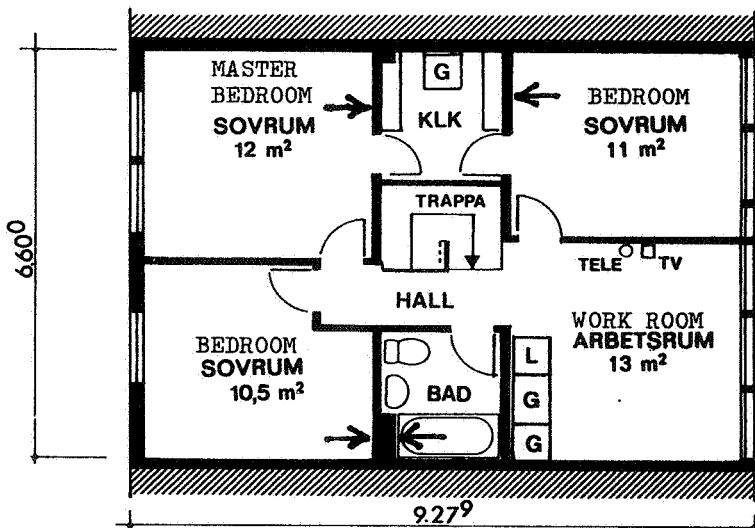 MASTER
BEDROOM
SOVRUM
12 m²
G
KLK
BEDROOM
SOVRUM
11 m²
6.60⁰
TRAPPA
TELE
TV
HALL
BEDROOM
SOVRUM
10,5 m²
BAD
L
G
G
WORK ROOM
ARBETSRUM
13 m²
9.27⁹